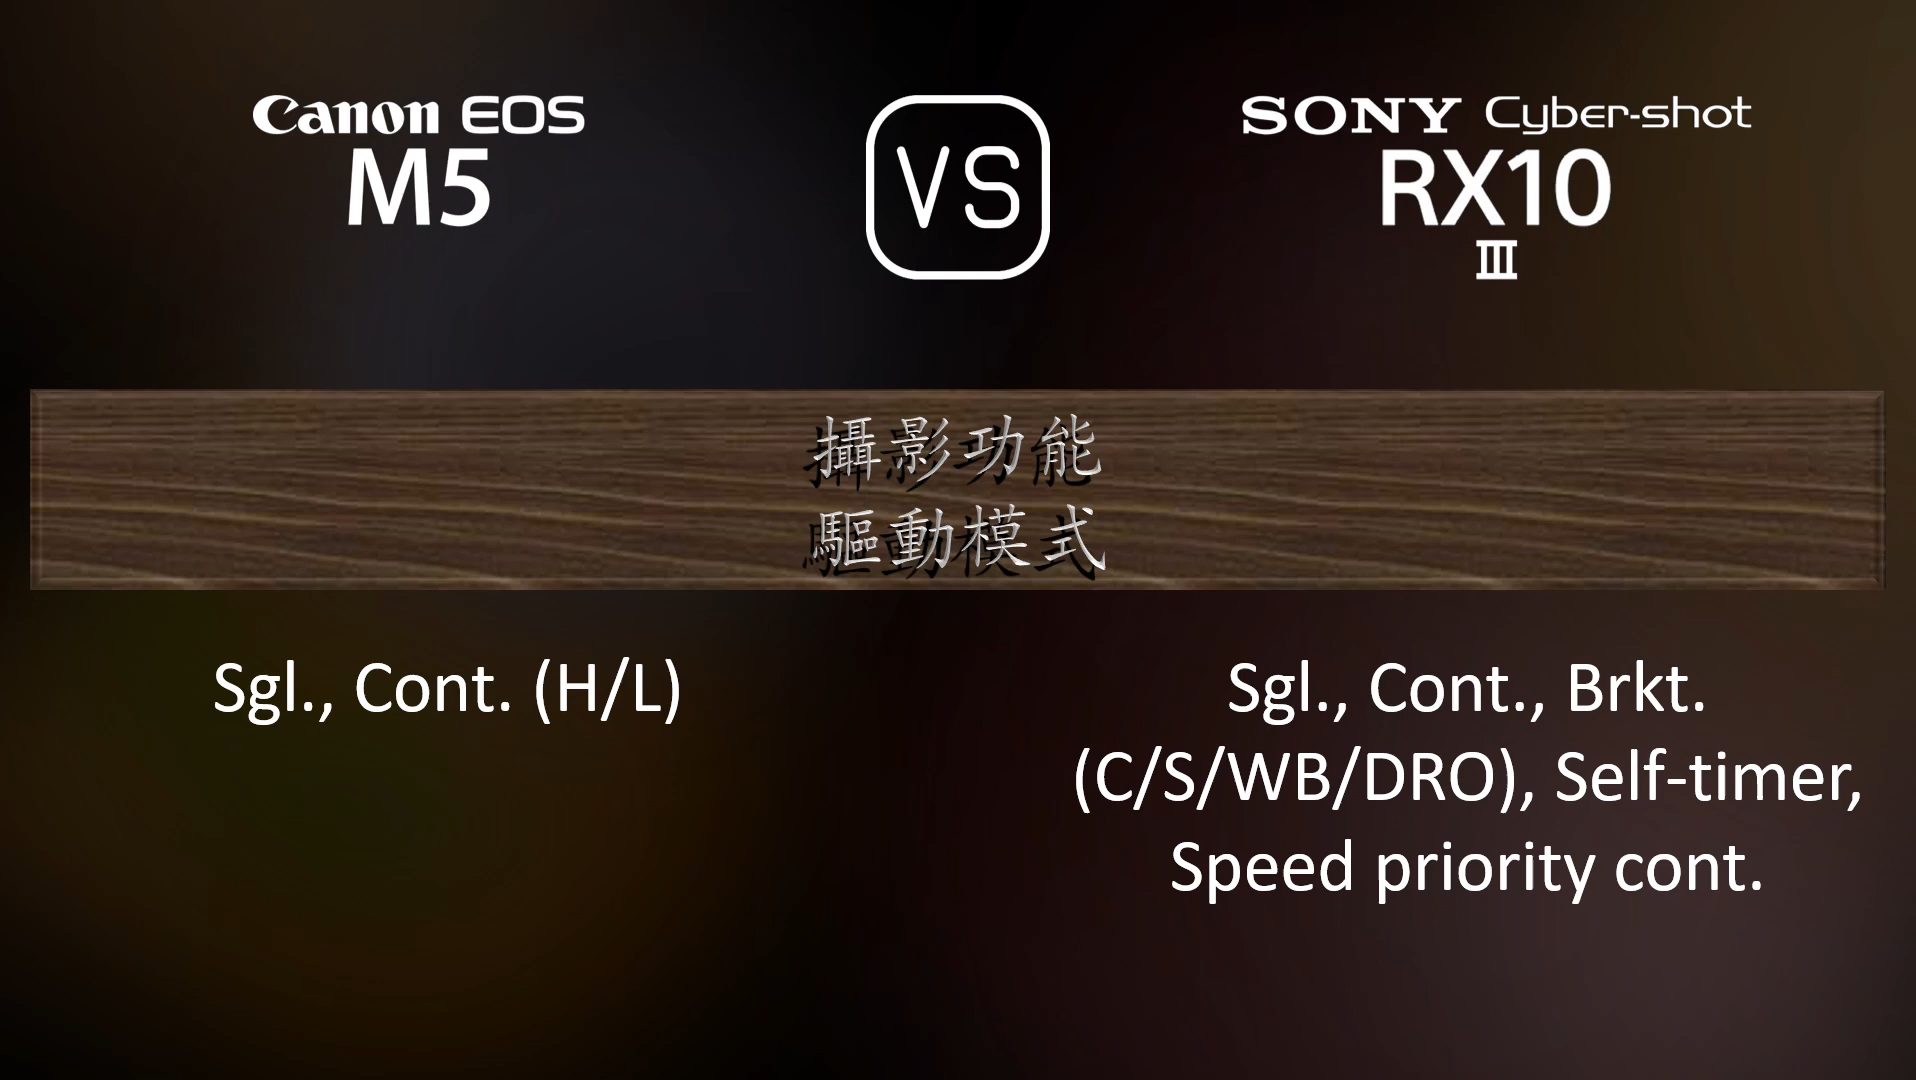 Canon EOS
M5
VS
SONY Cyber-shot
RX10
III
攝影功能
驅動模式
Sgl., Cont. (H/L)
Sgl., Cont., Brkt.
(C/S/WB/DRO), Self-timer,
Speed priority cont.